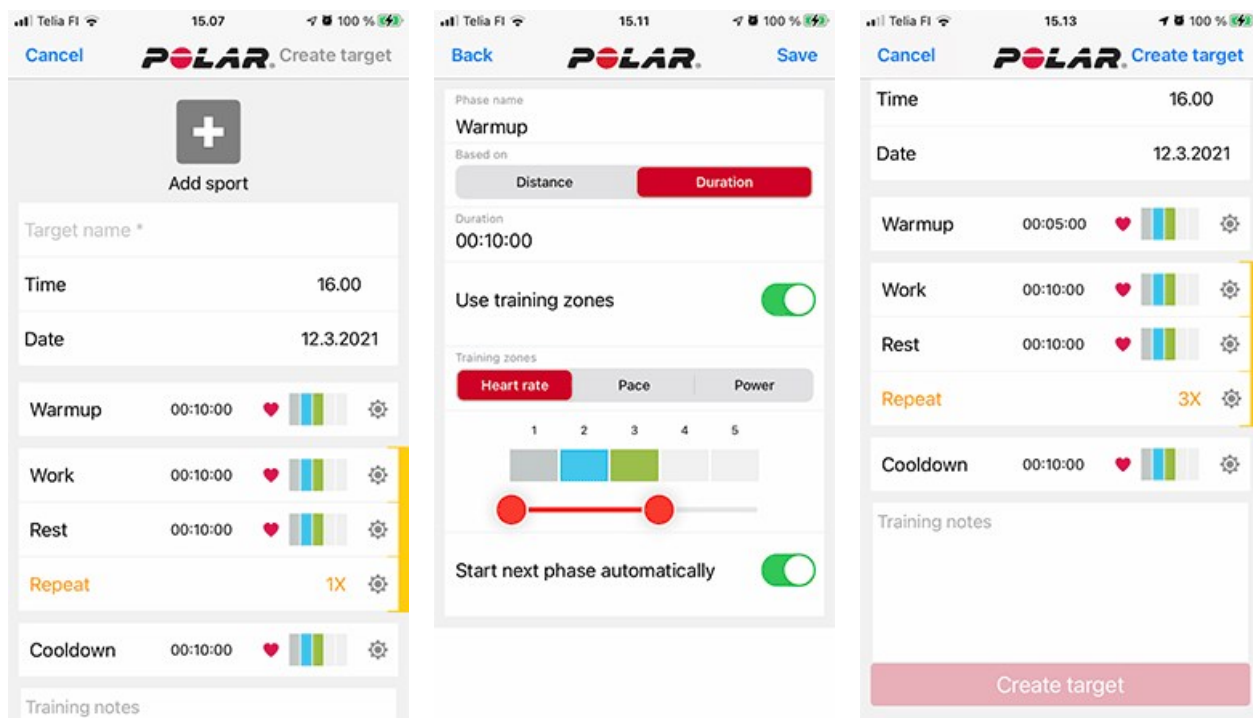 Telia FI 15.07 100 %
Cancel POLAR. Create target
Add sport
Target name *
Time 16.00
Date 12.3.2021
Warmup 00:10:00
Work 00:10:00
Rest 00:10:00
Repeat 1X
Cooldown 00:10:00
Training notes
Telia FI 15.11 100 %
Back POLAR. Save
Phase name
Warmup
Based on
Distance Duration
Duration
00:10:00
Use training zones
Training zones
Heart rate Pace Power
1 2 3 4 5
Start next phase automatically
Telia FI 15.13 100 %
Cancel POLAR. Create target
Time 16.00
Date 12.3.2021
Warmup 00:05:00
Work 00:10:00
Rest 00:10:00
Repeat 3X
Cooldown 00:10:00
Training notes
Create target